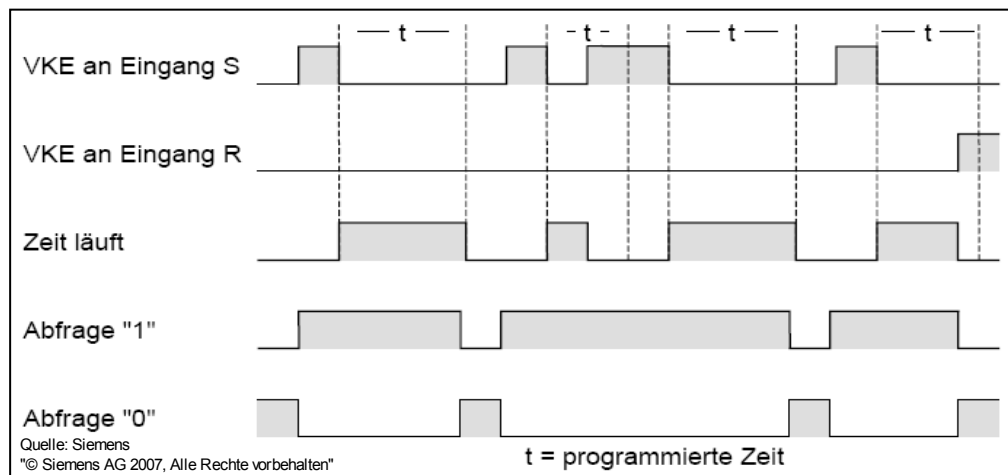 t t t t
VKE an Eingang S
VKE an Eingang R
Zeit läuft
Abfrage "1"
Abfrage "0"
Quelle: Siemens
"© Siemens AG 2007, Alle Rechte vorbehalten"
t = programmierte Zeit